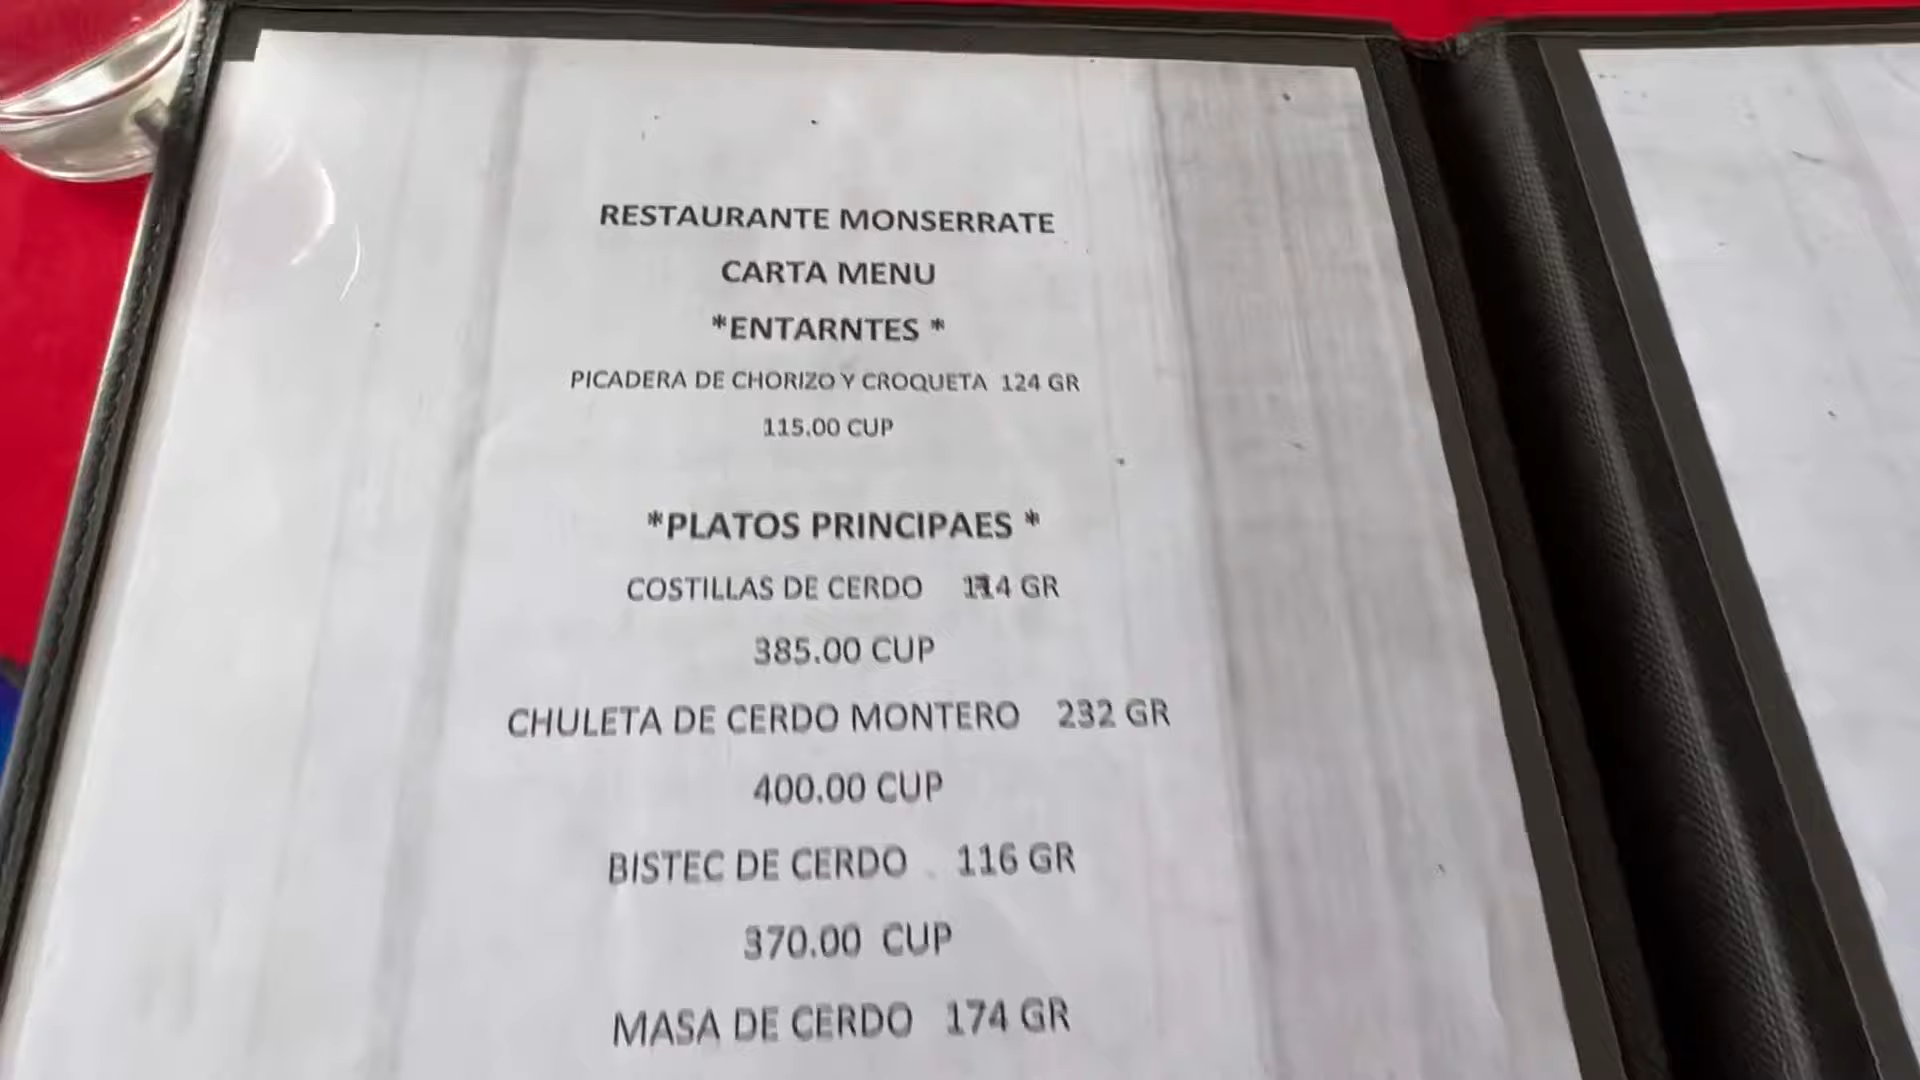 RESTAURANTE MONSERRATE
CARTA MENU
*ENTARNTES *
PICADERA DE CHORIZO Y CROQUETA 124 GR
115.00 CUP
*PLATOS PRINCIPAES *
COSTILLAS DE CERDO GR
385.00 CUP
CHULETA DE CERDO MONTERO 232 GR
400.00 CUP
BISTEC DE CERDO 116 GR
370.00 CUP
MASA DE CERDO 174 GR